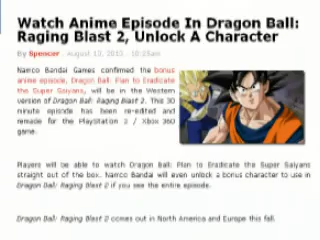 Watch Anime Episode In Dragon Ball:
Raging Blast 2, Unlock A Character
By Spencer . August 13, 2010 . 10:25am
Namco Bandai Games confirmed the bonus
anime episode, Dragon Ball: Plan to Eradicate
the Super Saiyans, will be in the Western
version of Dragon Ball: Raging Blast 2. This 30
minute episode has been re-edited and
remade for the PlayStation 3 / Xbox 360
game.
Players will be able to watch Dragon Ball: Plan to Eradicate the Super Saiyans
straight out of the box. Namco Bandai will even unlock a bonus character to use in
Dragon Ball: Raging Blast 2 if you see the entire episode.
Dragon Ball: Raging Blast 2 comes out in North America and Europe this fall.